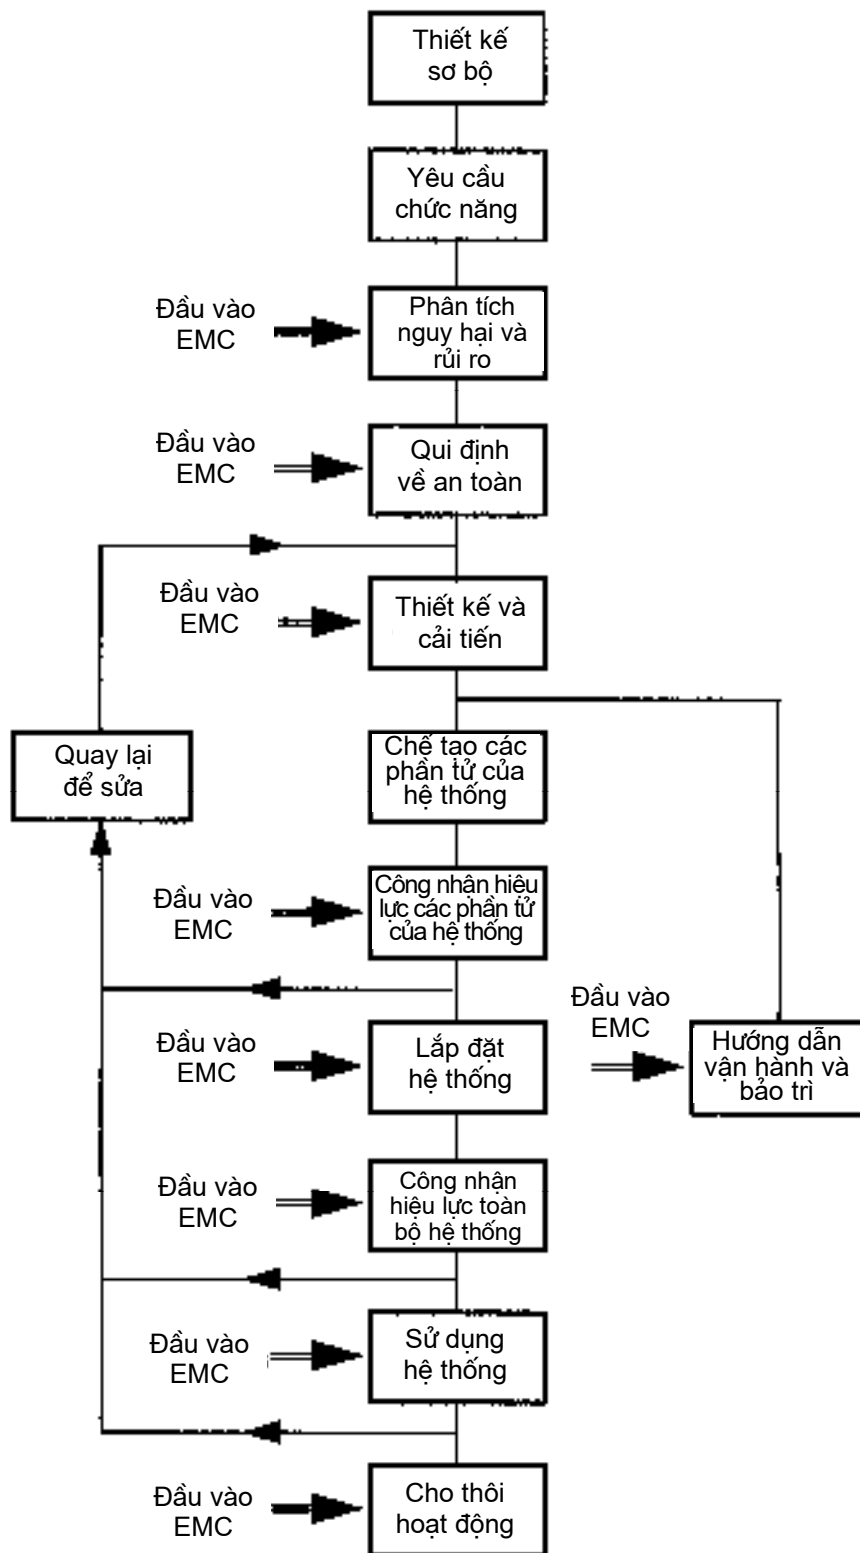 Thiết kế
sơ bộ
Yêu cầu
chức năng
Đầu vào
EMC
Phân tích
nguy hại và
rủi ro
Đầu vào
EMC
Qui định
về an toàn
Đầu vào
EMC
Thiết kế và
cải tiến
Quay lại
để sửa
Chế tạo các
phần tử của
hệ thống
Đầu vào
EMC
Công nhận hiệu
lực các phần tử
của hệ thống
Đầu vào
EMC
Lắp đặt
hệ thống
Đầu vào
EMC
Hướng dẫn
vận hành và
bảo trì
Đầu vào
EMC
Công nhận
hiệu lực toàn
bộ hệ thống
Đầu vào
EMC
Sử dụng
hệ thống
Đầu vào
EMC
Cho thôi
hoạt động